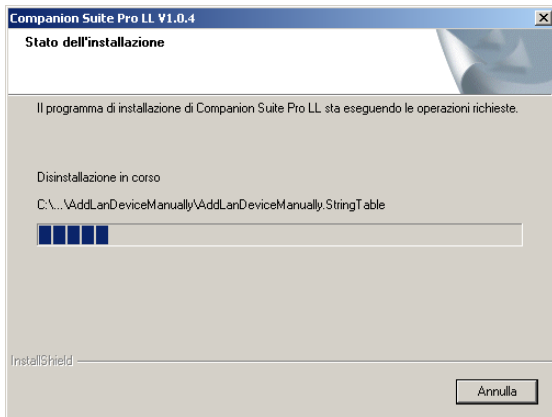 Companion Suite Pro LL V1.0.4
Stato dell'installazione
Il programma di installazione di Companion Suite Pro LL sta eseguendo le operazioni richieste.
Disinstallazione in corso
C:\...\AddLanDeviceManually\AddLanDeviceManually.StringTable
InstallShield
Annulla